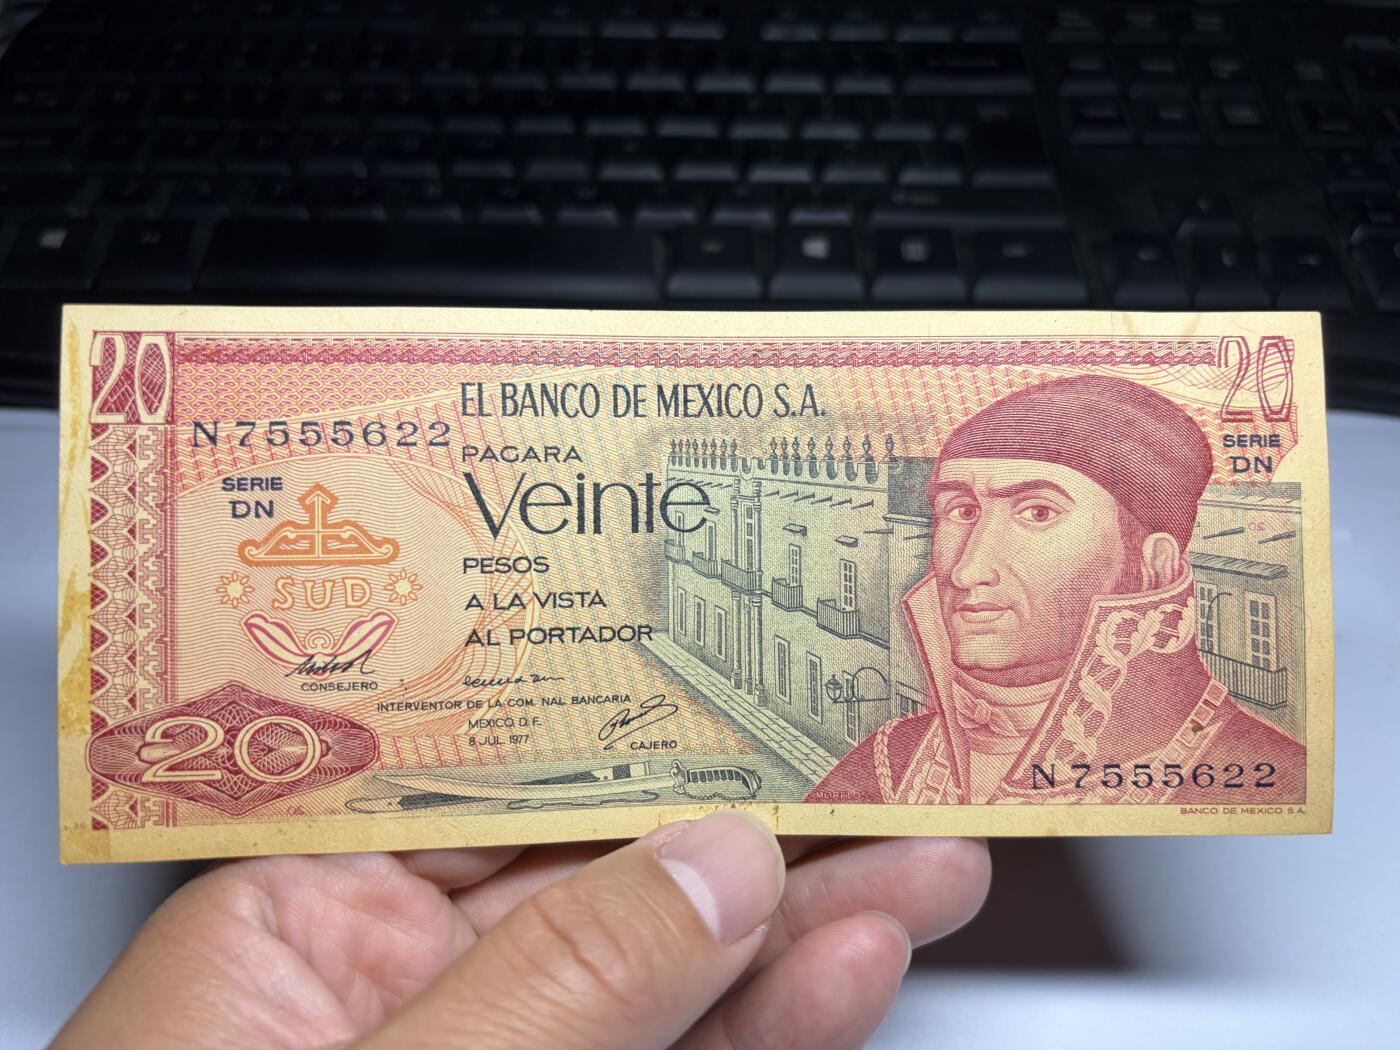 20
20
EL BANCO DE MEXICO S.A.
N 7555622
SERIE
DN
PAGARA
Veinte
SERIE
DN
PESOS
A LA VISTA
AL PORTADOR
SUD
CONSEJERO
INTERVENTOR DE LA COM. NAL BANCARIA
MEXICO, D. F.
8 JUL. 1977
CAJERO
20
N 7555622
MORELOS
BANCO DE MEXICO S.A.